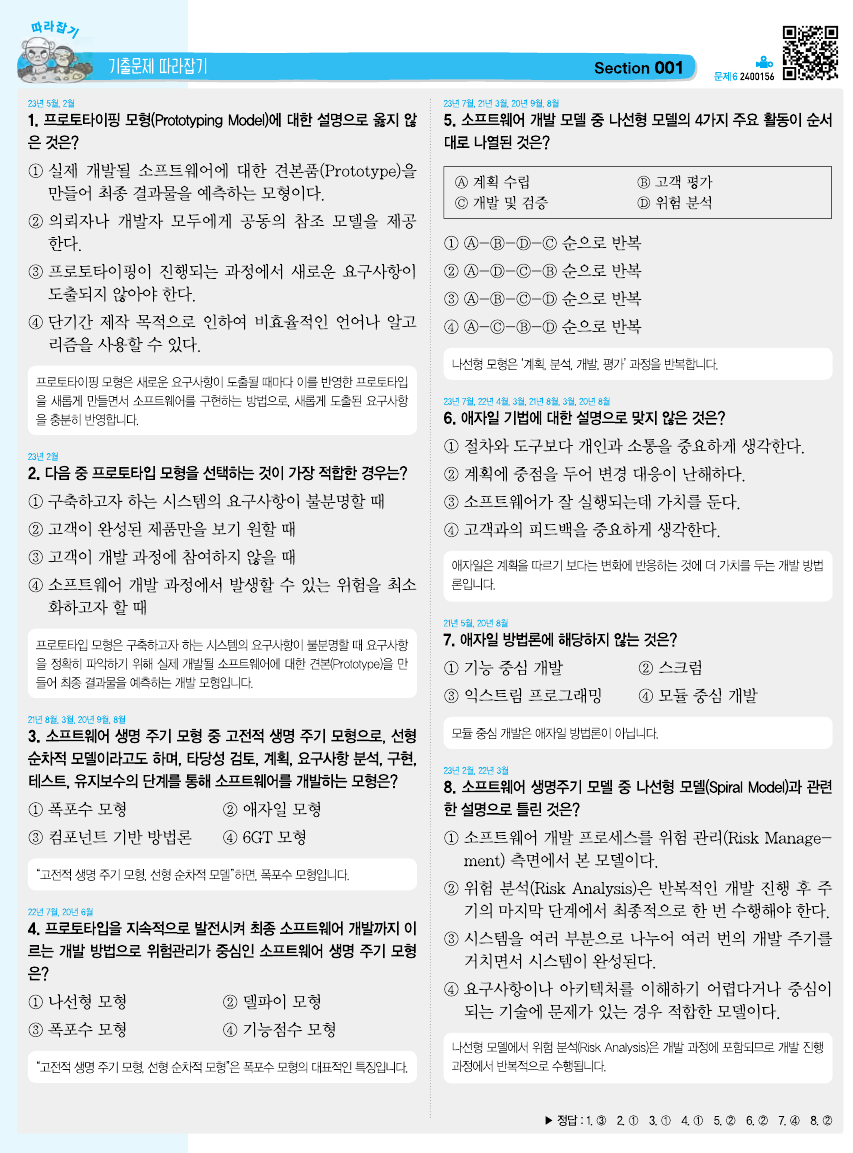 따라잡기
기출문제 따라잡기
Section 001
문제6 2400156
23년 5월, 2월
1. 프로토타이핑 모형(Prototyping Model)에 대한 설명으로 옳지 않
은 것은?
① 실제 개발될 소프트웨어에 대한 견본품(Prototype)을
만들어 최종 결과물을 예측하는 모형이다.
② 의뢰자나 개발자 모두에게 공동의 참조 모델을 제공
한다.
③ 프로토타이핑이 진행되는 과정에서 새로운 요구사항이
도출되지 않아야 한다.
④ 단기간 제작 목적으로 인하여 비효율적인 언어나 알고
리즘을 사용할 수 있다.
프로토타이핑 모형은 새로운 요구사항이 도출될 때마다 이를 반영한 프로토타입
을 새롭게 만들면서 소프트웨어를 구현하는 방법으로, 새롭게 도출된 요구사항
을 충분히 반영합니다.
23년 2월
2. 다음 중 프로토타입 모형을 선택하는 것이 가장 적합한 경우는?
① 구축하고자 하는 시스템의 요구사항이 불분명할 때
② 고객이 완성된 제품만을 보기 원할 때
③ 고객이 개발 과정에 참여하지 않을 때
④ 소프트웨어 개발 과정에서 발생할 수 있는 위험을 최소
화하고자 할 때
프로토타입 모형은 구축하고자 하는 시스템의 요구사항이 불분명할 때 요구사항
을 정확히 파악하기 위해 실제 개발될 소프트웨어에 대한 견본(Prototype)을 만
들어 최종 결과물을 예측하는 개발 모형입니다.
21년 8월, 3월, 20년 9월, 8월
3. 소프트웨어 생명 주기 모형 중 고전적 생명 주기 모형으로, 선형
순차적 모델이라고도 하며, 타당성 검토, 계획, 요구사항 분석, 구현,
테스트, 유지보수의 단계를 통해 소프트웨어를 개발하는 모형은?
① 폭포수 모형 ② 애자일 모형
③ 컴포넌트 기반 방법론 ④ 6GT 모형
“고전적 생명 주기 모형, 선형 순차적 모델”하면, 폭포수 모형입니다.
22년 7월, 20년 6월
4. 프로토타입을 지속적으로 발전시켜 최종 소프트웨어 개발까지 이
르는 개발 방법으로 위험관리가 중심인 소프트웨어 생명 주기 모형
은?
① 나선형 모형 ② 델파이 모형
③ 폭포수 모형 ④ 기능점수 모형
“고전적 생명 주기 모형, 선형 순차적 모형”은 폭포수 모형의 대표적인 특징입니다.
23년 7월, 21년 3월, 20년 9월, 8월
5. 소프트웨어 개발 모델 중 나선형 모델의 4가지 주요 활동이 순서
대로 나열된 것은?
Ⓐ 계획 수립 Ⓑ 고객 평가
Ⓒ 개발 및 검증 Ⓓ 위험 분석
① Ⓐ-Ⓑ-Ⓓ-Ⓒ 순으로 반복
② Ⓐ-Ⓓ-Ⓒ-Ⓑ 순으로 반복
③ Ⓐ-Ⓑ-Ⓒ-Ⓓ 순으로 반복
④ Ⓐ-Ⓒ-Ⓑ-Ⓓ 순으로 반복
나선형 모형은 ‘계획, 분석, 개발, 평가’ 과정을 반복합니다.
23년 7월, 22년 4월, 3월, 21년 8월, 3월, 20년 8월
6. 애자일 기법에 대한 설명으로 맞지 않은 것은?
① 절차와 도구보다 개인과 소통을 중요하게 생각한다.
② 계획에 중점을 두어 변경 대응이 난해하다.
③ 소프트웨어가 잘 실행되는데 가치를 둔다.
④ 고객과의 피드백을 중요하게 생각한다.
애자일은 계획을 따르기 보다는 변화에 반응하는 것에 더 가치를 두는 개발 방법
론입니다.
21년 5월, 20년 8월
7. 애자일 방법론에 해당하지 않는 것은?
① 기능 중심 개발 ② 스크럼
③ 익스트림 프로그래밍 ④ 모듈 중심 개발
모듈 중심 개발은 애자일 방법론이 아닙니다.
23년 2월, 22년 3월
8. 소프트웨어 생명주기 모델 중 나선형 모델(Spiral Model)과 관련
한 설명으로 틀린 것은?
① 소프트웨어 개발 프로세스를 위험 관리(Risk Manage-
ment) 측면에서 본 모델이다.
② 위험 분석(Risk Analysis)은 반복적인 개발 진행 후 주
기의 마지막 단계에서 최종적으로 한 번 수행해야 한다.
③ 시스템을 여러 부분으로 나누어 여러 번의 개발 주기를
거치면서 시스템이 완성된다.
④ 요구사항이나 아키텍처를 이해하기 어렵다거나 중심이
되는 기술에 문제가 있는 경우 적합한 모델이다.
나선형 모델에서 위험 분석(Risk Analysis)은 개발 과정에 포함되므로 개발 진행
과정에서 반복적으로 수행됩니다.
▶ 정답 : 1. ③ 2. ① 3. ① 4. ① 5. ② 6. ② 7. ④ 8. ②